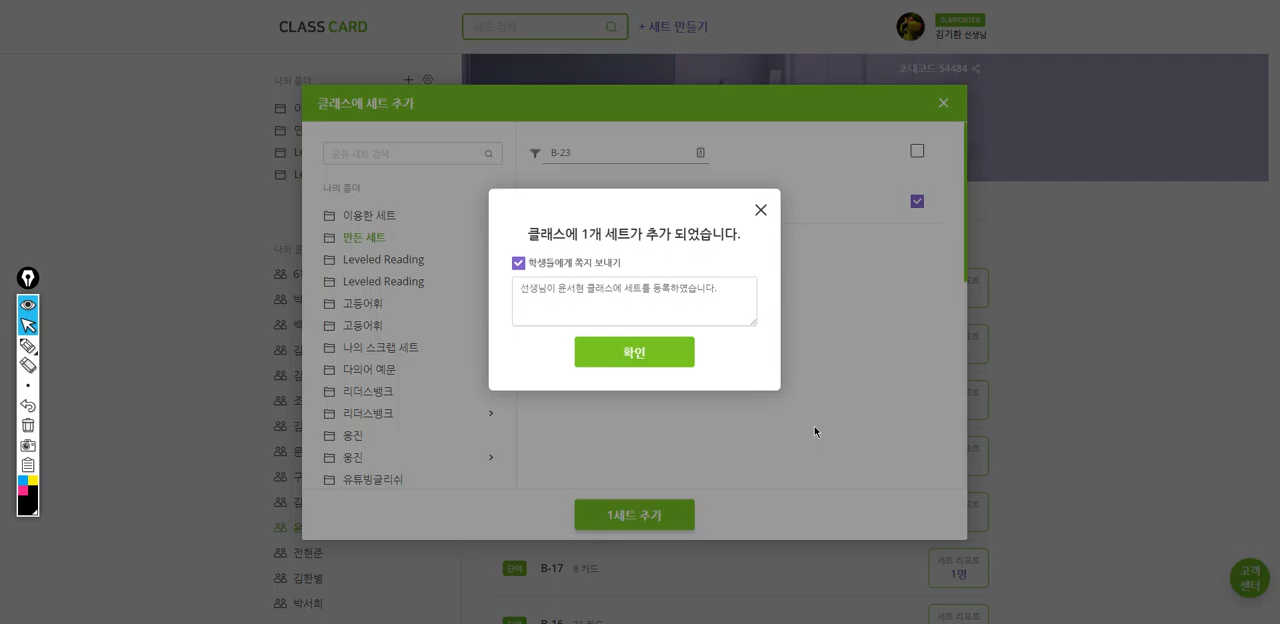 CLASS CARD
세트 검색
+ 세트 만들기
SUPPORTER
김기환 선생님
초대코드 54484
나의 폴더
클래스에 세트 추가
공유 세트 검색
B-23
나의 폴더
이용한 세트
만든 세트
Leveled Reading
Leveled Reading
고등어휘
고등어휘
나의 스크랩 세트
다의어 예문
리더스뱅크
리더스뱅크
웅진
웅진
유튜빙글리쉬
클래스에 1개 세트가 추가 되었습니다.
학생들에게 쪽지 보내기
선생님이 윤서현 클래스에 세트를 등록하였습니다.
확인
1세트 추가
전현준
김한별
박서희
단어 B-17 8 카드
세트 리포트
1명
B-16
세트 리포트
고객
센터